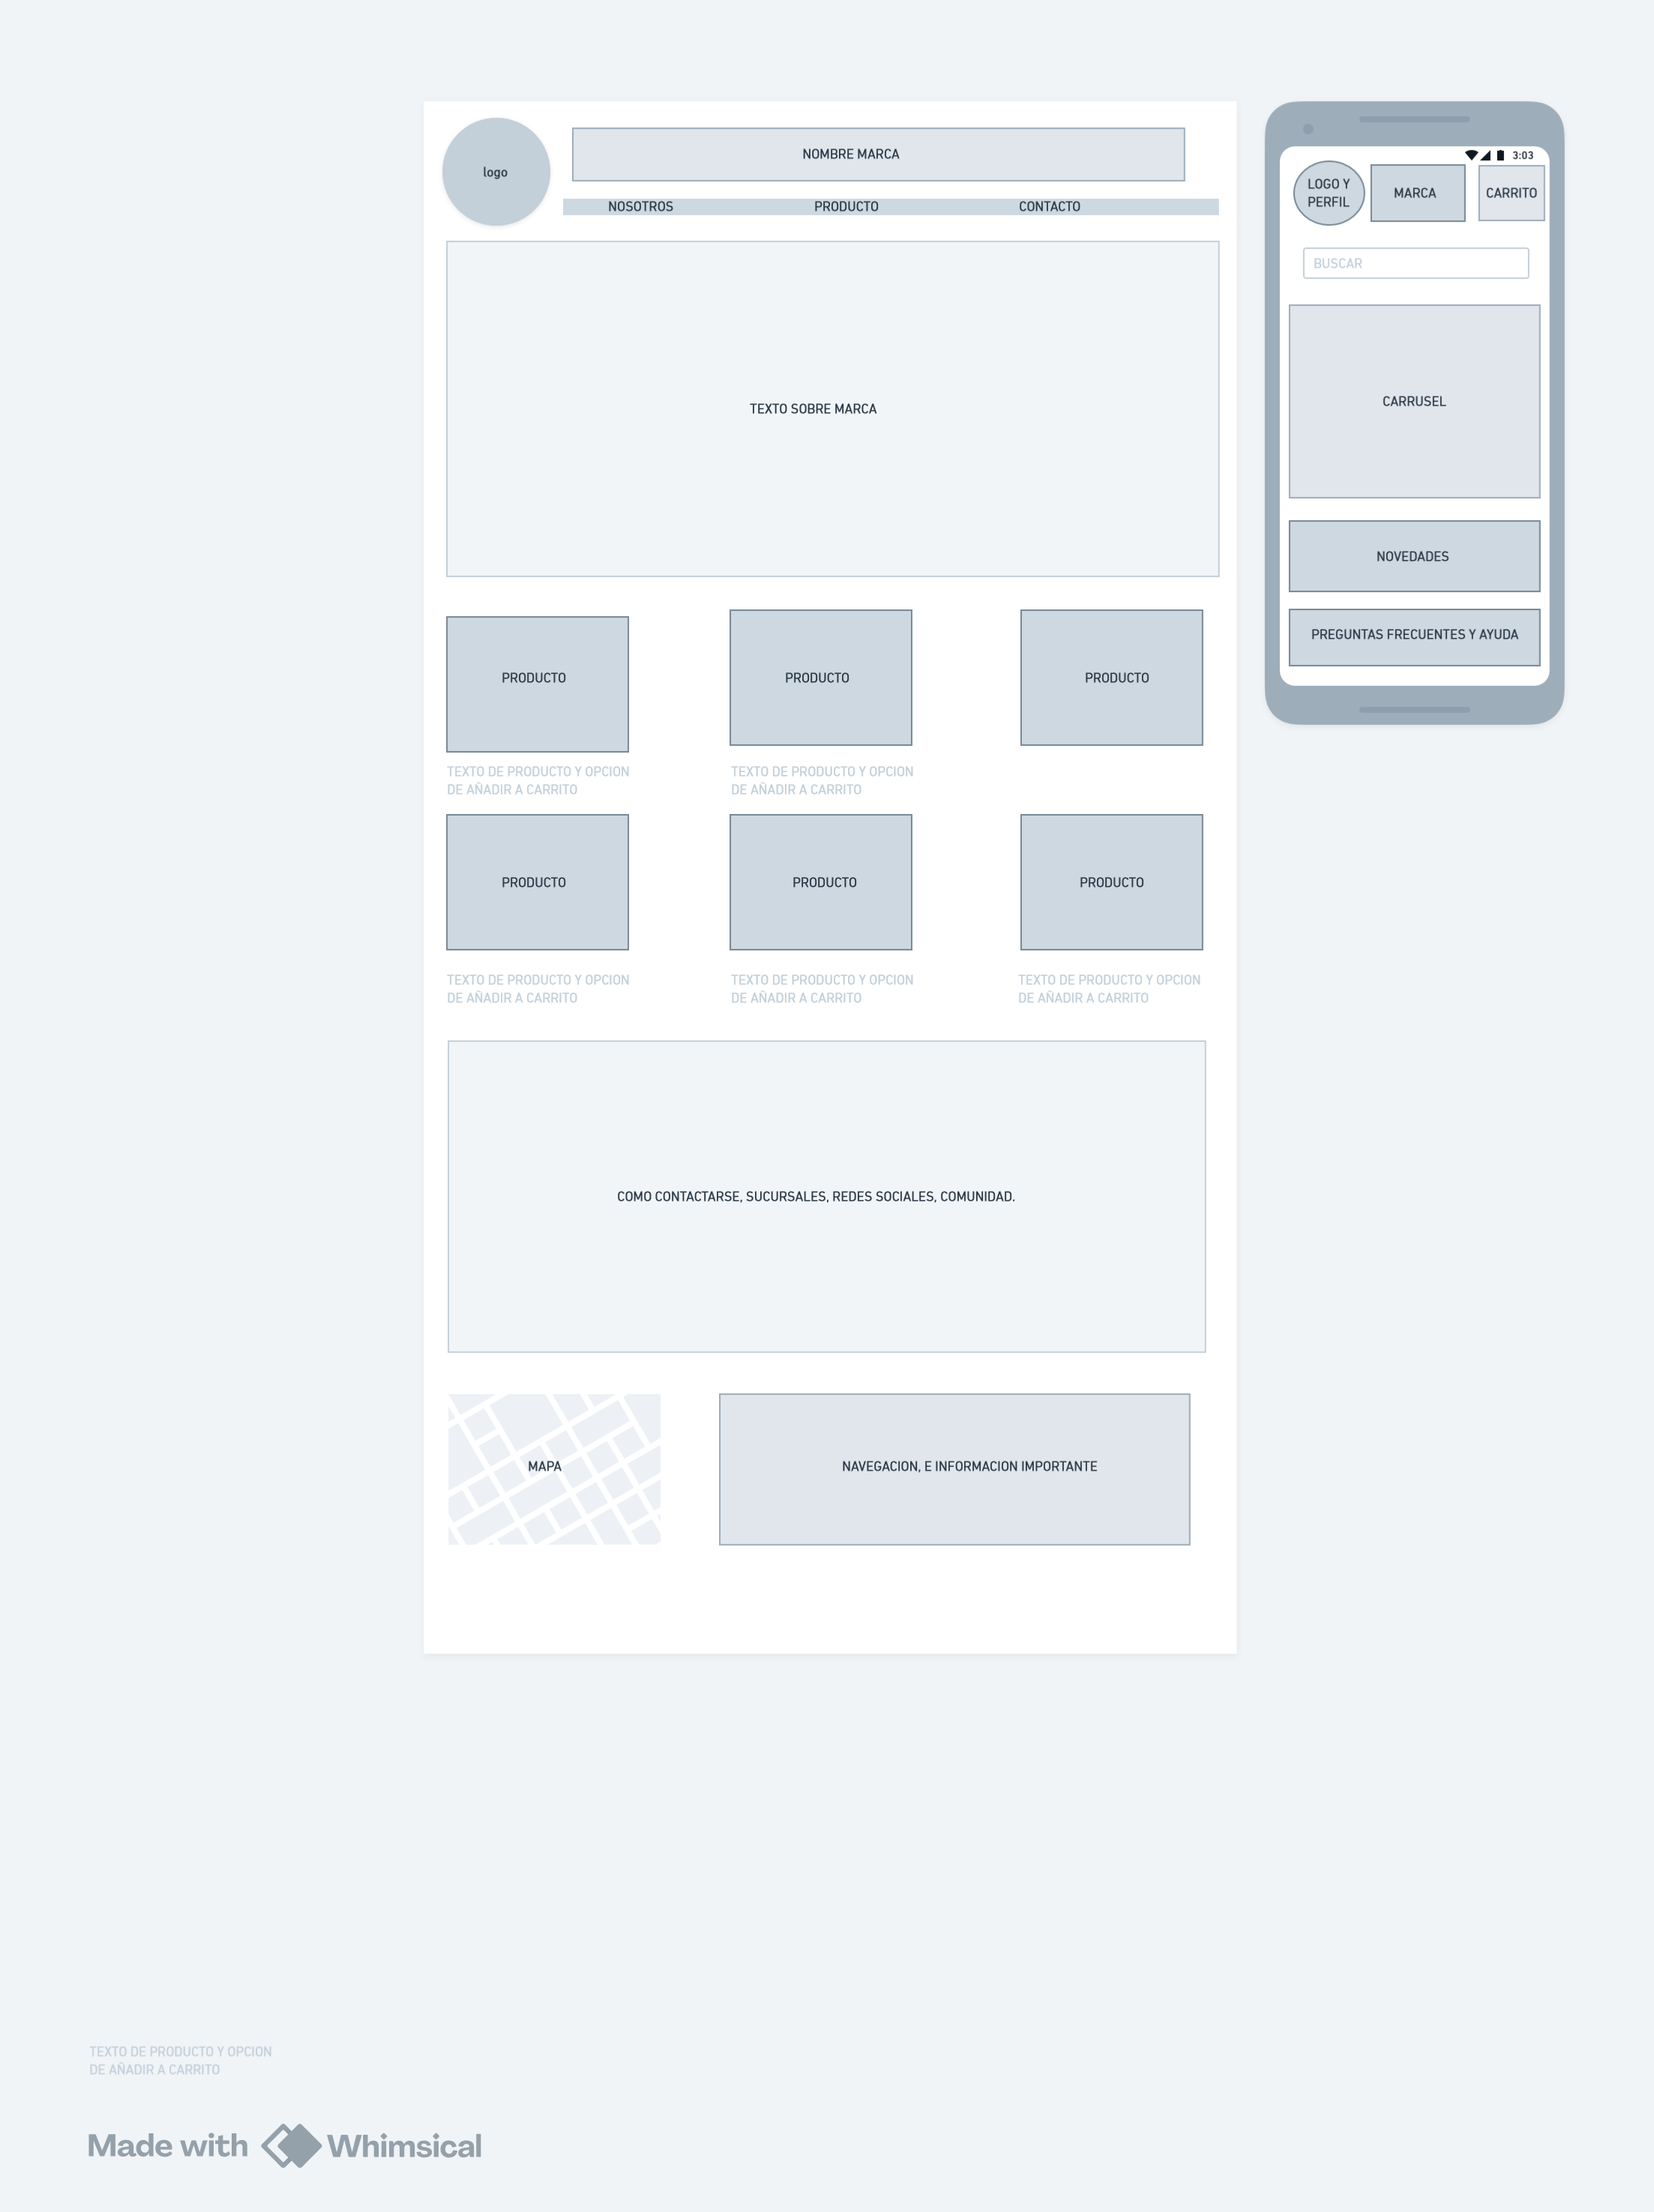 logo
NOMBRE MARCA
NOSOTROS PRODUCTO CONTACTO
TEXTO SOBRE MARCA
PRODUCTO PRODUCTO PRODUCTO
TEXTO DE PRODUCTO Y OPCION
DE AÑADIR A CARRITO
TEXTO DE PRODUCTO Y OPCION
DE AÑADIR A CARRITO
PRODUCTO PRODUCTO PRODUCTO
TEXTO DE PRODUCTO Y OPCION
DE AÑADIR A CARRITO
TEXTO DE PRODUCTO Y OPCION
DE AÑADIR A CARRITO
TEXTO DE PRODUCTO Y OPCION
DE AÑADIR A CARRITO
COMO CONTACTARSE, SUCURSALES, REDES SOCIALES, COMUNIDAD.
MAPA
NAVEGACION, E INFORMACION IMPORTANTE
3:03
LOGO Y
PERFIL
MARCA
CARRITO
BUSCAR
CARRUSEL
NOVEDADES
PREGUNTAS FRECUENTES Y AYUDA
TEXTO DE PRODUCTO Y OPCION
DE AÑADIR A CARRITO
Made with Whimsical